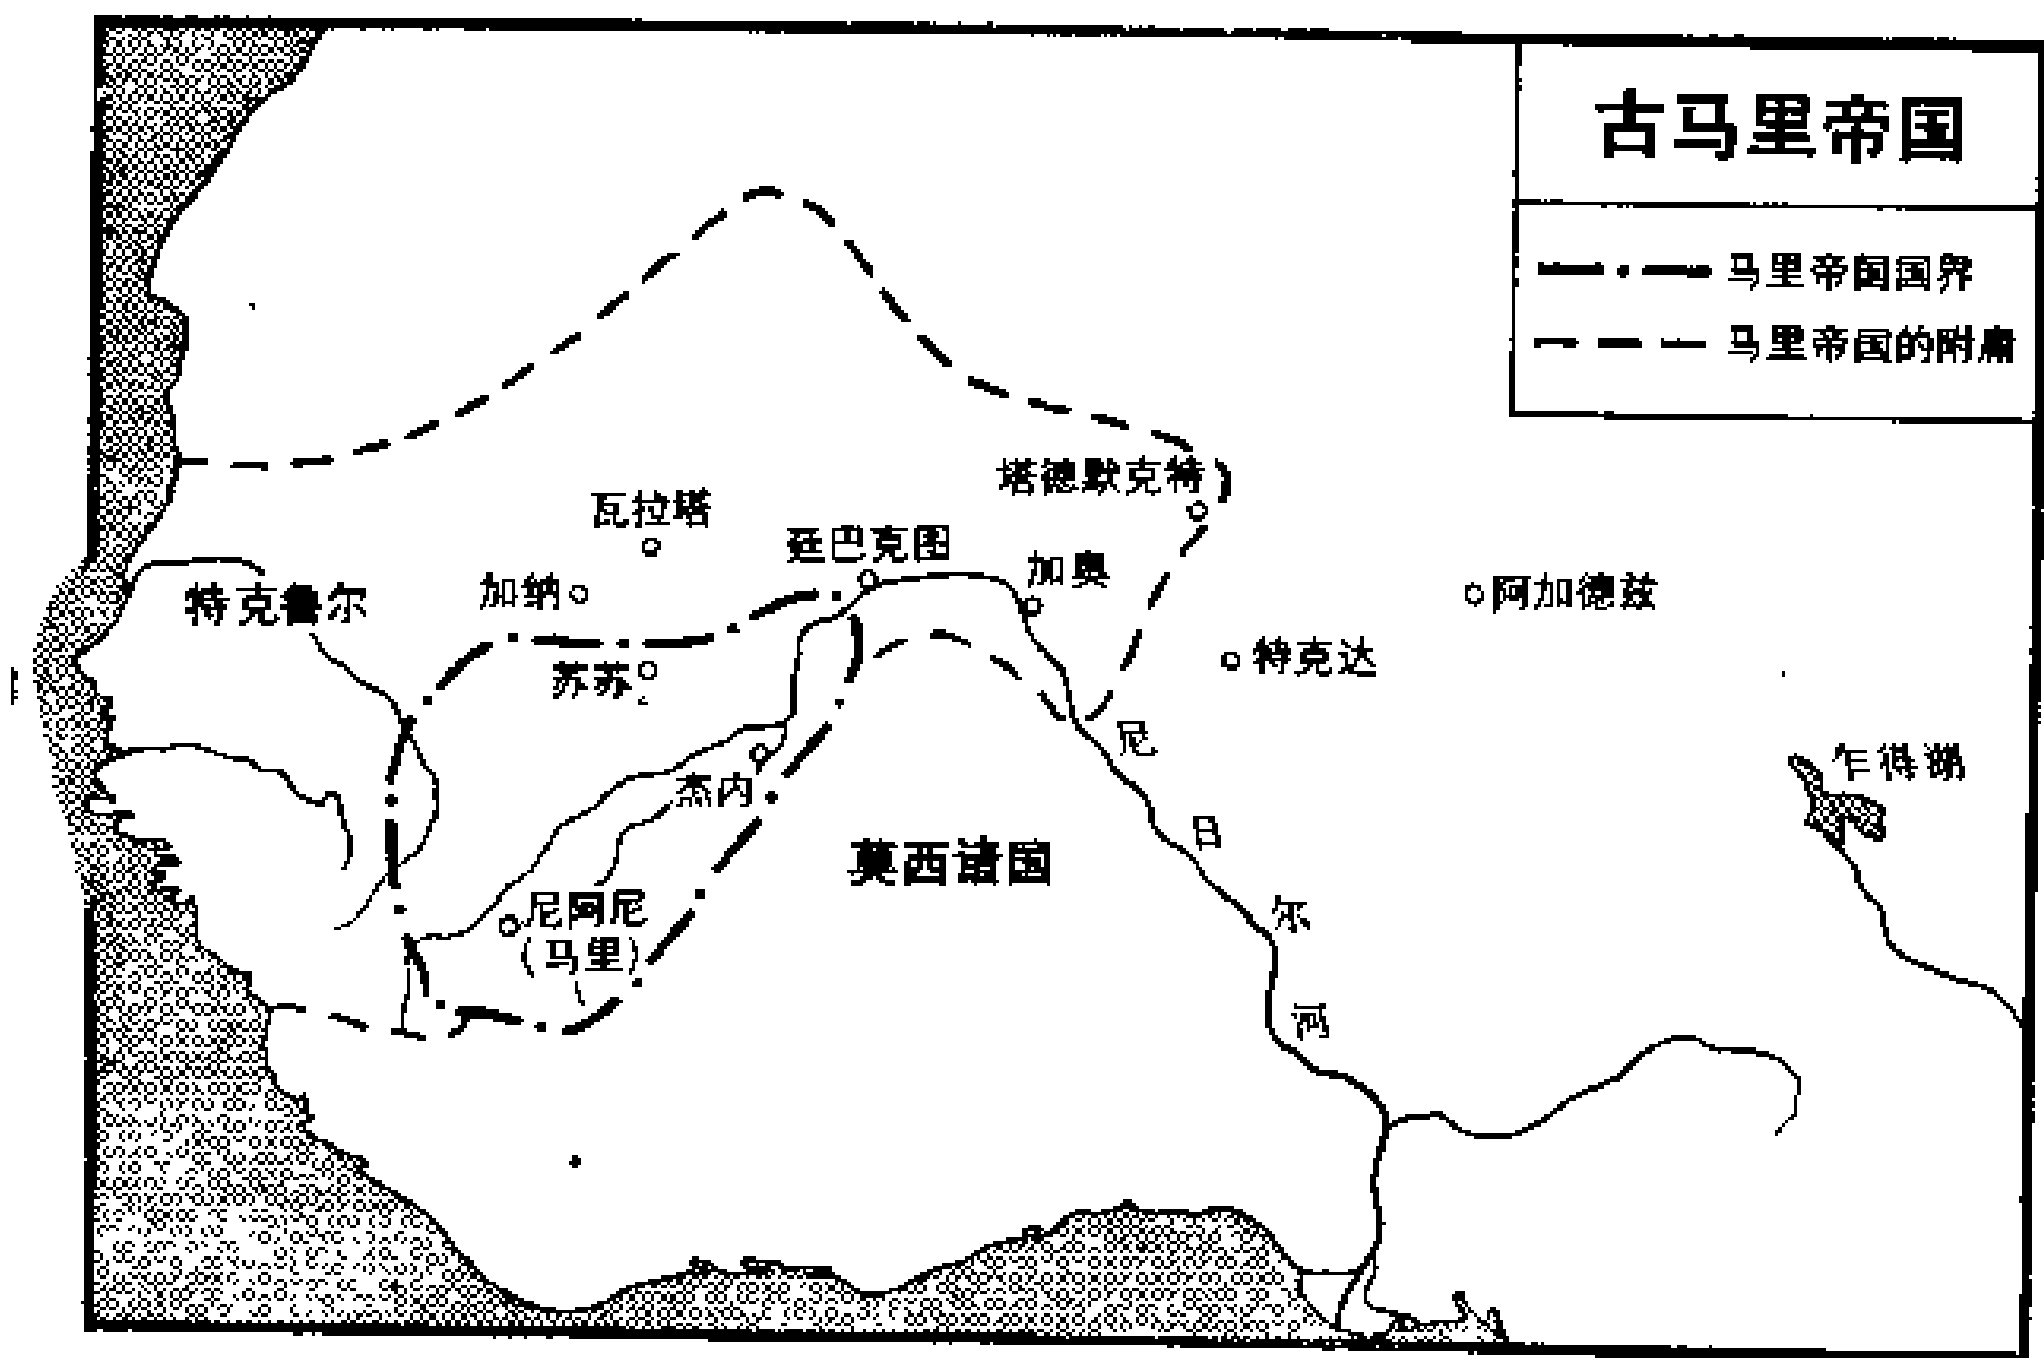 古马里帝国
马里帝国国界
马里帝国的附庸
塔德默克特
瓦拉塔
廷巴克图
加奥
加纳
特克鲁尔
阿加德兹
苏苏
特克达
尼日尔河
乍得湖
杰内
莫西诸国
尼阿尼
(马里)